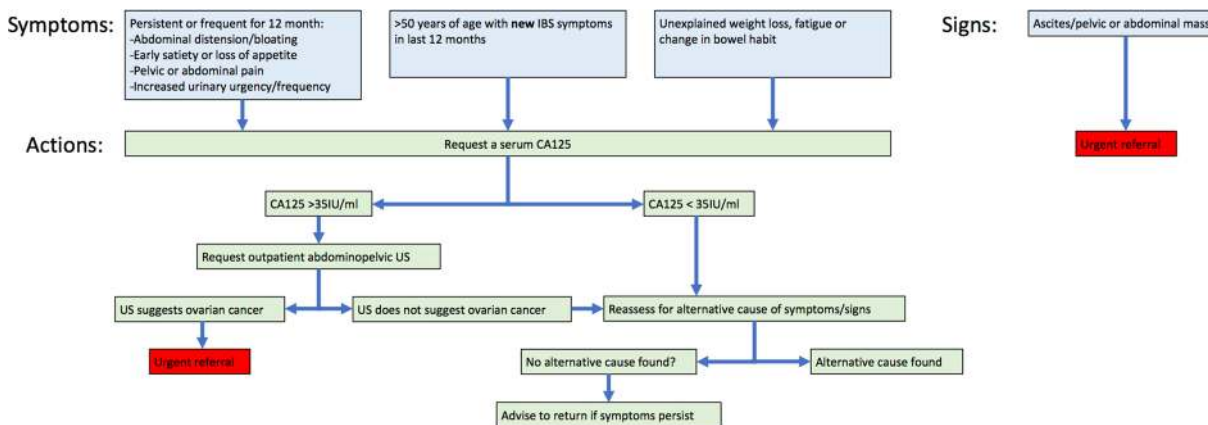 Symptoms:
Persistent or frequent for 12 month:
-Abdominal distension/bloating
-Early satiety or loss of appetite
-Pelvic or abdominal pain
-Increased urinary urgency/frequency
>50 years of age with new IBS symptoms
in last 12 months
Unexplained weight loss, fatigue or
change in bowel habit
Signs:
Ascites/pelvic or abdominal mass
Actions:
Request a serum CA125
Urgent referral
CA125 >35IU/ml
CA125 < 35IU/ml
Request outpatient abdominopelvic US
US suggests ovarian cancer
US does not suggest ovarian cancer
Reassess for alternative cause of symptoms/signs
Urgent referral
No alternative cause found?
Alternative cause found
Advise to return if symptoms persist